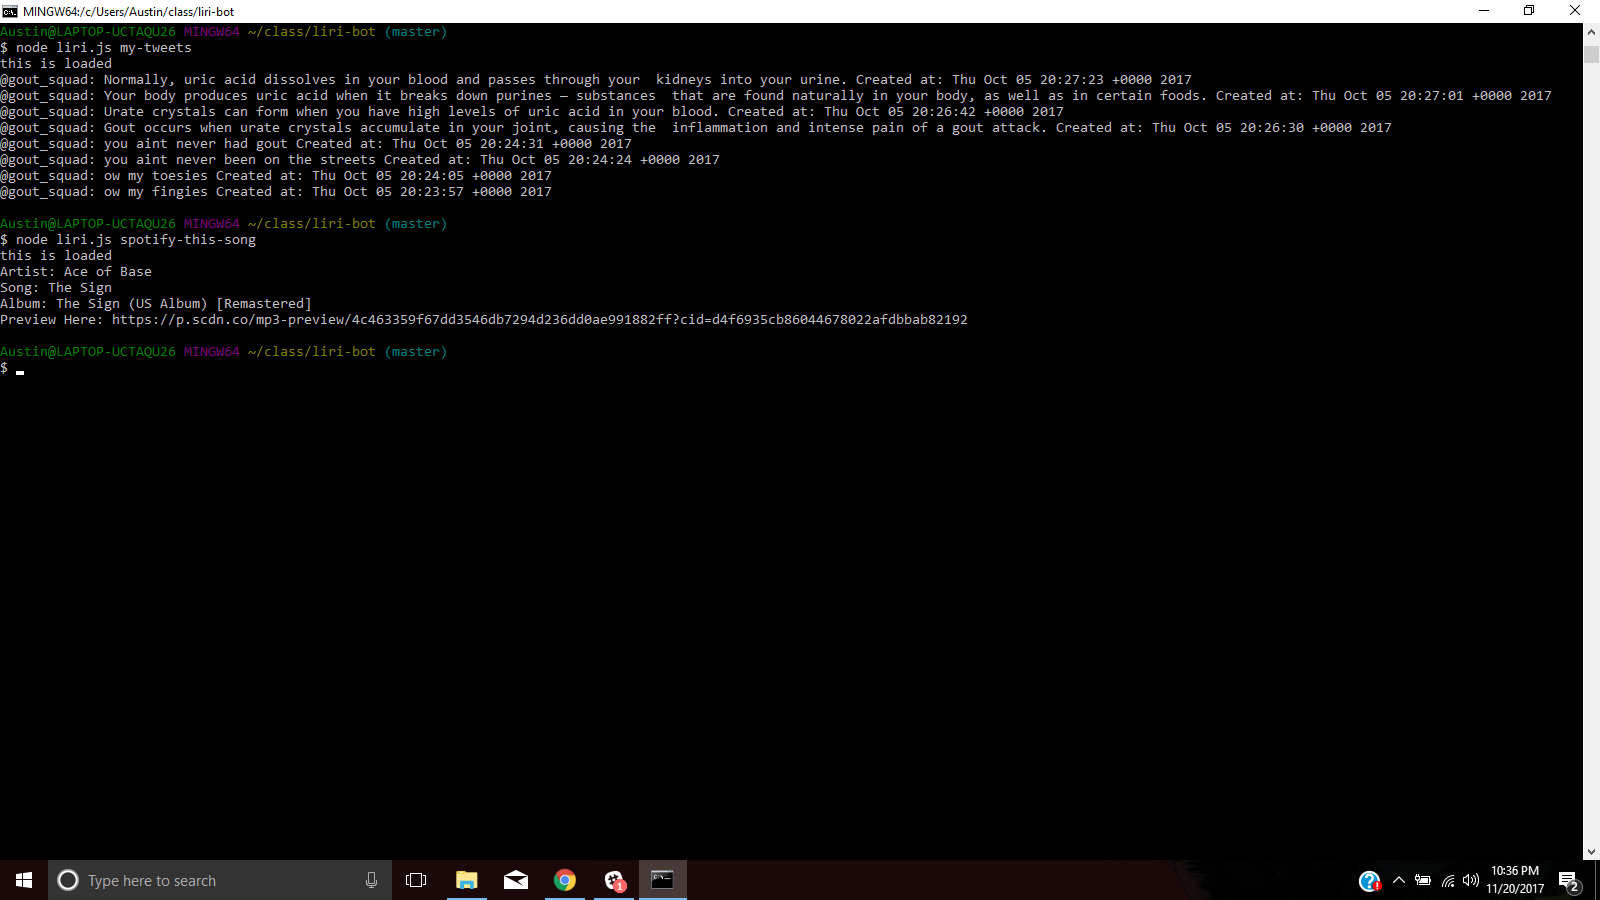 MINGW64:/c/Users/Austin/class/liri-bot
Austin@LAPTOP-UCTAQU26 MINGW64 ~/class/liri-bot (master)
$ node liri.js my-tweets
this is loaded
@gout_squad: Normally, uric acid dissolves in your blood and passes through your  kidneys into your urine. Created at: Thu Oct 05 20:27:23 +0000 2017
@gout_squad: Your body produces uric acid when it breaks down purines — substances  that are found naturally in your body, as well as in certain foods. Created at: Thu Oct 05 20:27:01 +0000 2017
@gout_squad: Urate crystals can form when you have high levels of uric acid in your blood. Created at: Thu Oct 05 20:26:42 +0000 2017
@gout_squad: Gout occurs when urate crystals accumulate in your joint, causing the  inflammation and intense pain of a gout attack. Created at: Thu Oct 05 20:26:30 +0000 2017
@gout_squad: you aint never had gout Created at: Thu Oct 05 20:24:31 +0000 2017
@gout_squad: you aint never been on the streets Created at: Thu Oct 05 20:24:24 +0000 2017
@gout_squad: ow my toesies Created at: Thu Oct 05 20:24:05 +0000 2017
@gout_squad: ow my fingies Created at: Thu Oct 05 20:23:57 +0000 2017
Austin@LAPTOP-UCTAQU26 MINGW64 ~/class/liri-bot (master)
$ node liri.js spotify-this-song
this is loaded
Artist: Ace of Base
Song: The Sign
Album: The Sign (US Album) [Remastered]
Preview Here: https://p.scdn.co/mp3-preview/4c463359f67dd3546db7294d236dd0ae991882ff?cid=d4f6935cb86044678022afdbbab82192
Austin@LAPTOP-UCTAQU26 MINGW64 ~/class/liri-bot (master)
$
Type here to search
1
10:36 PM
11/20/2017
2